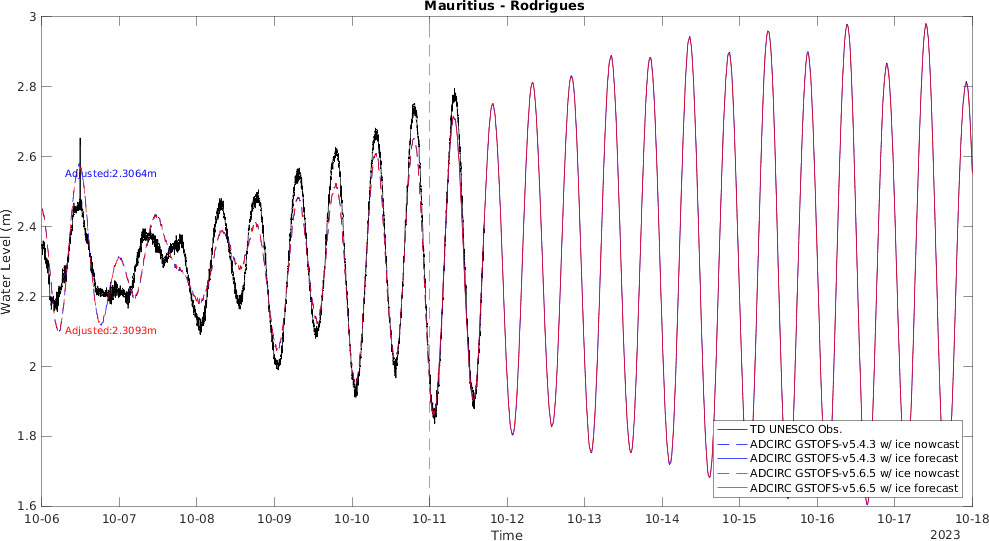 Mauritius - Rodrigues
Water Level (m)
3
2.8
2.6
2.4
2.2
2
1.8
1.6
Adjusted:2.3064m
Adjusted:2.3093m
TD UNESCO Obs.
ADCIRC GSTOFS-v5.4.3 w/ ice nowcast
ADCIRC GSTOFS-v5.4.3 w/ ice forecast
ADCIRC GSTOFS-v5.6.5 w/ ice nowcast
ADCIRC GSTOFS-v5.6.5 w/ ice forecast
10-06 10-07 10-08 10-09 10-10 10-11 10-12 10-13 10-14 10-15 10-16 10-17 10-18
Time
2023